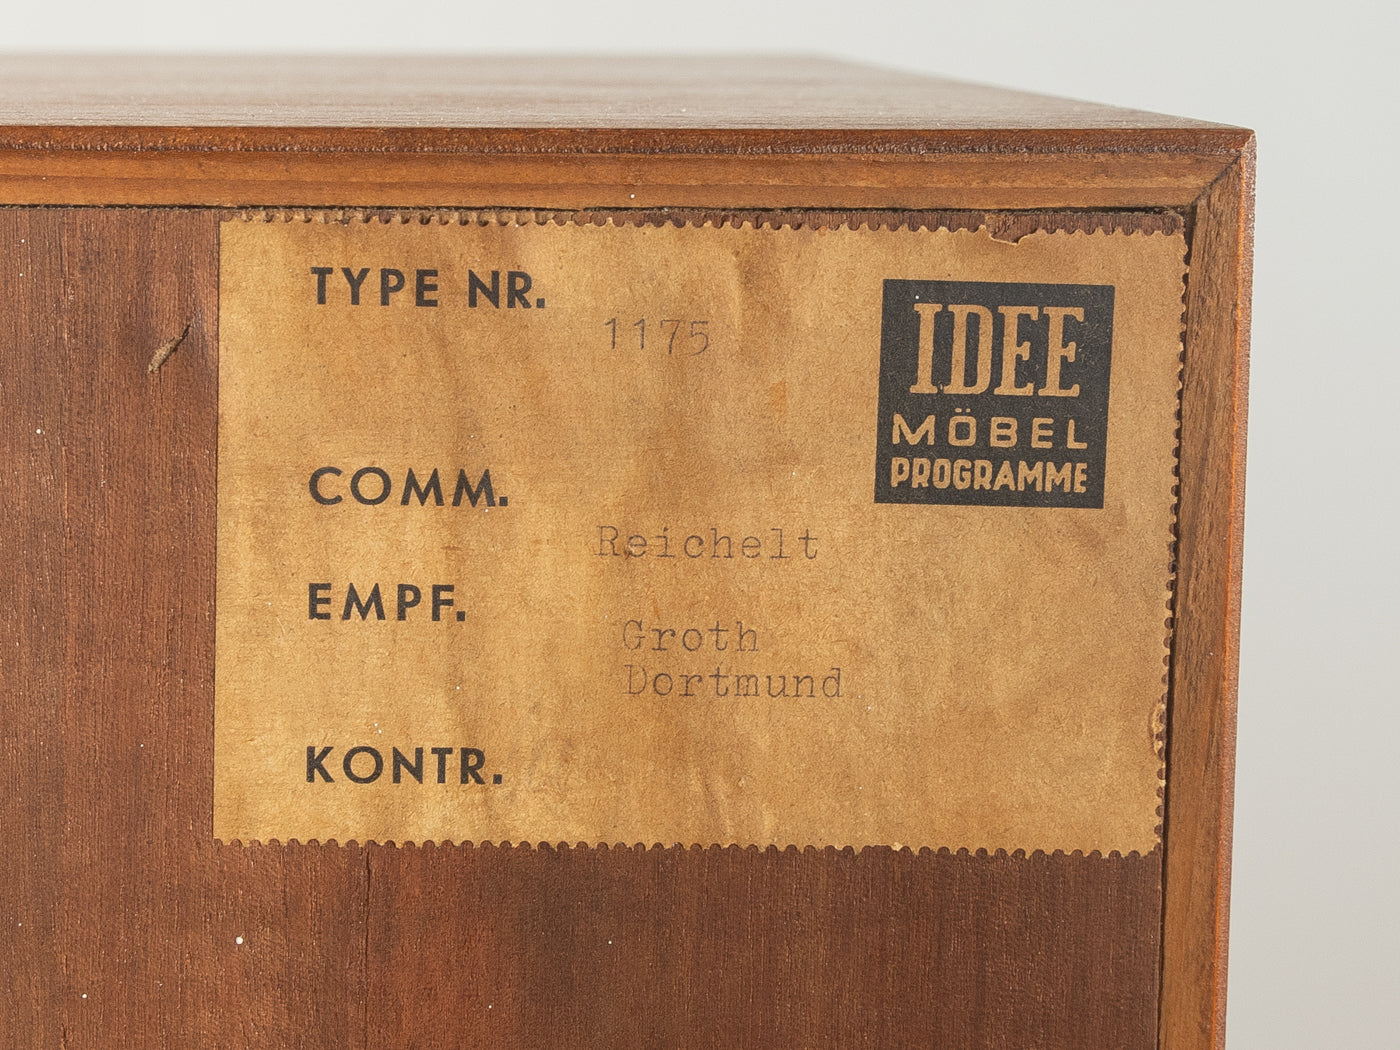 TYPE NR.
1175
IDEE
MÖBEL
PROGRAMME
COMM.
Reichelt
EMPF.
Groth
Dortmund
KONTR.